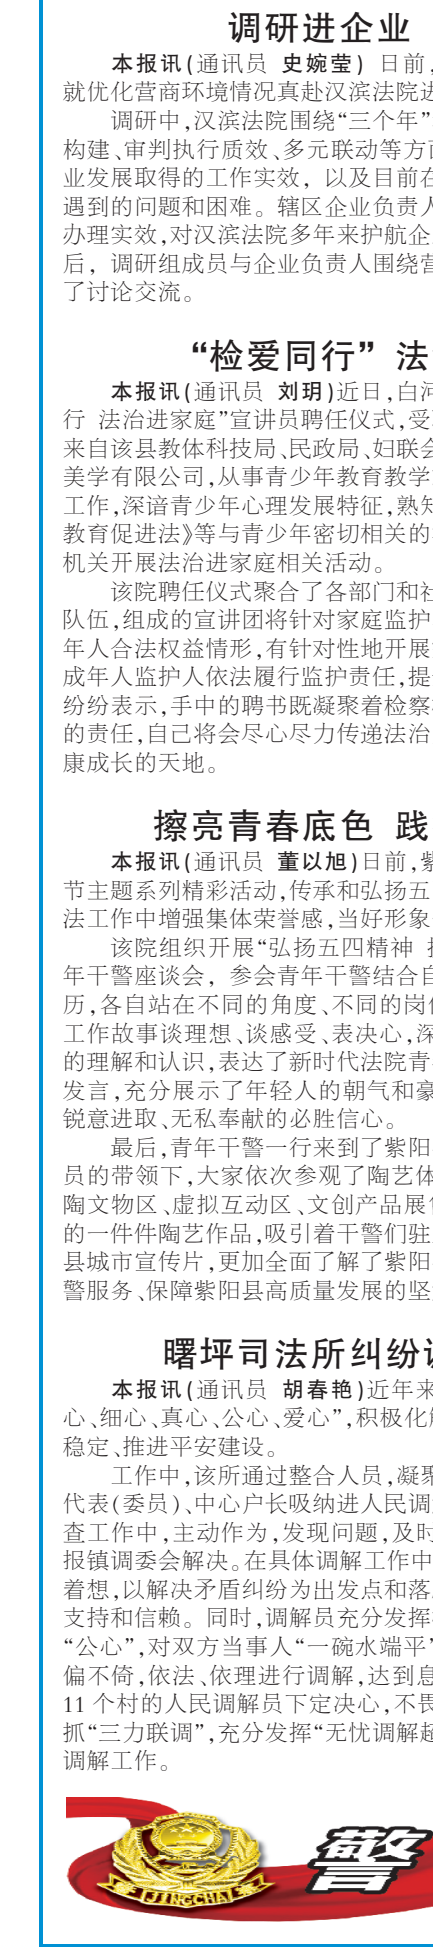 调研进企业
本报讯(通讯员 史婉莹) 日前,
就优化营商环境情况真赴汉滨法院进
调研中,汉滨法院围绕“三个年”
构建、审判执行质效、多元联动等方面
业发展取得的工作实效, 以及目前在
遇到的问题和困难。辖区企业负责人
办理实效,对汉滨法院多年来护航企
后, 调研组成员与企业负责人围绕营
了讨论交流。
“检爱同行” 法
本报讯(通讯员 刘玥)近日,白河
行 法治进家庭”宣讲员聘任仪式,受
来自该县教体科技局、民政局、妇联会
美学有限公司,从事青少年教育教学
工作,深谙青少年心理发展特征,熟知
教育促进法》等与青少年密切相关的
机关开展法治进家庭相关活动。
该院聘任仪式聚合了各部门和社
队伍,组成的宣讲团将针对家庭监护
年人合法权益情形,有针对性地开展
成年人监护人依法履行监护责任,提
纷纷表示,手中的聘书既凝聚着检察
的责任,自己将会尽心尽力传递法治
康成长的天地。
擦亮青春底色 践
本报讯(通讯员 董以旭)日前,紫
节主题系列精彩活动,传承和弘扬五
法工作中增强集体荣誉感,当好形象
该院组织开展“弘扬五四精神
年干警座谈会, 参会青年干警结合自
历,各自站在不同的角度、不同的岗位
工作故事谈理想、谈感受、表决心,深
的理解和认识,表达了新时代法院青
发言,充分展示了年轻人的朝气和豪
锐意进取、无私奉献的必胜信心。
最后,青年干警一行来到了紫阳
员的带领下,大家依次参观了陶艺体
陶文物区、虚拟互动区、文创产品展售
的一件件陶艺作品,吸引着干警们驻
县城市宣传片,更加全面了解了紫阳
警服务、保障紫阳县高质量发展的坚
曙坪司法所纠纷调
本报讯(通讯员 胡春艳)近年来
心、细心、真心、公心、爱心”,积极化解
稳定、推进平安建设。
工作中,该所通过整合人员,凝聚
代表(委员)、中心户长吸纳进人民调
查工作中,主动作为,发现问题,及时
报镇调委会解决。在具体调解工作中
着想,以解决矛盾纠纷为出发点和落
支持和信赖。同时,调解员充分发挥
“公心”,对双方当事人“一碗水端平”
偏不倚,依法、依理进行调解,达到息
11 个村的人民调解员下定决心,不畏
抓“三力联调”,充分发挥“无忧调解超
调解工作。
JINGCHA
警